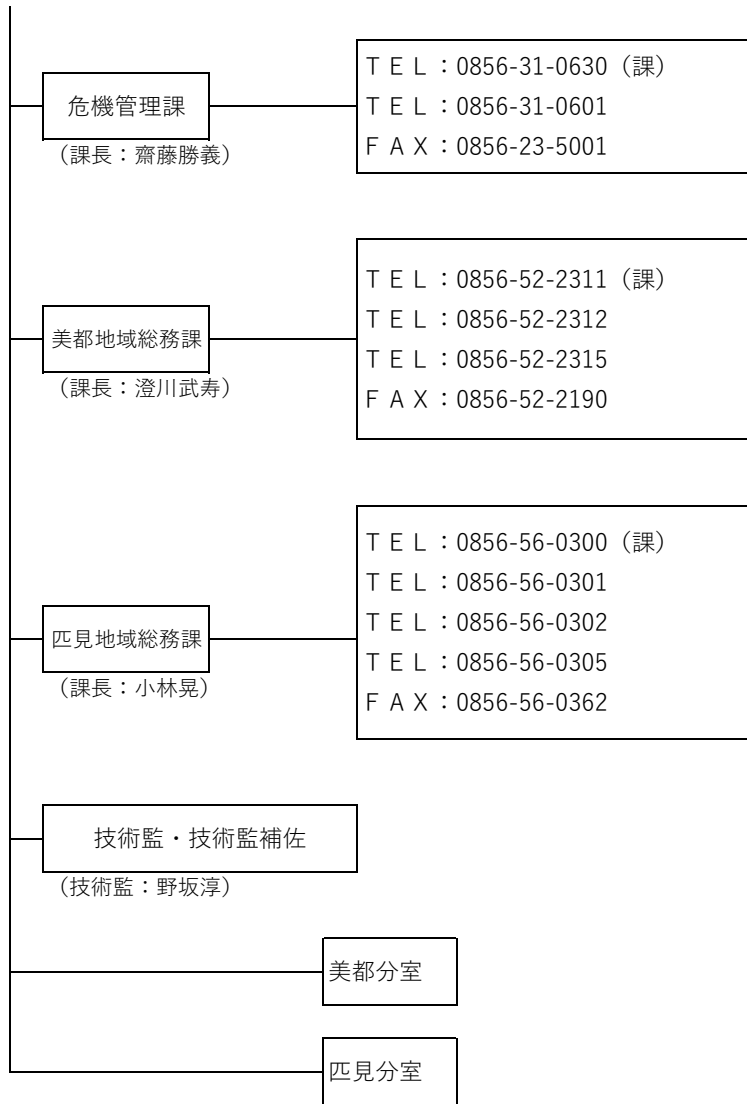 危機管理課
（課長：齋藤勝義）
ＴＥＬ：0856-31-0630（課）
ＴＥＬ：0856-31-0601
ＦＡＸ：0856-23-5001
美都地域総務課
（課長：澄川武寿）
ＴＥＬ：0856-52-2311（課）
ＴＥＬ：0856-52-2312
ＴＥＬ：0856-52-2315
ＦＡＸ：0856-52-2190
匹見地域総務課
（課長：小林晃）
ＴＥＬ：0856-56-0300（課）
ＴＥＬ：0856-56-0301
ＴＥＬ：0856-56-0302
ＴＥＬ：0856-56-0305
ＦＡＸ：0856-56-0362
技術監・技術監補佐
（技術監：野坂淳）
美都分室
匹見分室